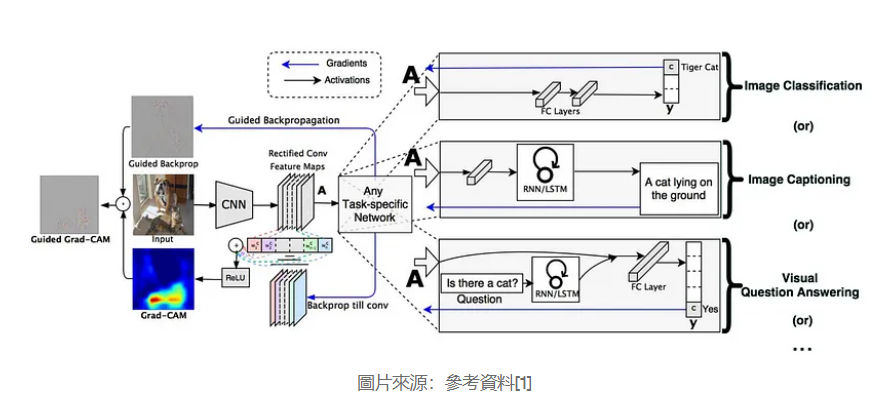 Gradients
Activations
Guided Backpropagation
Guided Backprop
Rectified Conv
Feature Maps
A
CNN
Any
Task-specific
Network
Input
Guided Grad-CAM
ReLU
Grad-CAM
Backprop till conv
A
c
Tiger Cat
FC Layers
y
Image Classification
(or)
A
RNN/LSTM
A cat lying on
the ground
Image Captioning
(or)
A
Is there a cat?
Question
RNN/LSTM
FC Layer
c
Yes
y
Visual
Question Answering
(or)
...
圖片來源：參考資料[1]